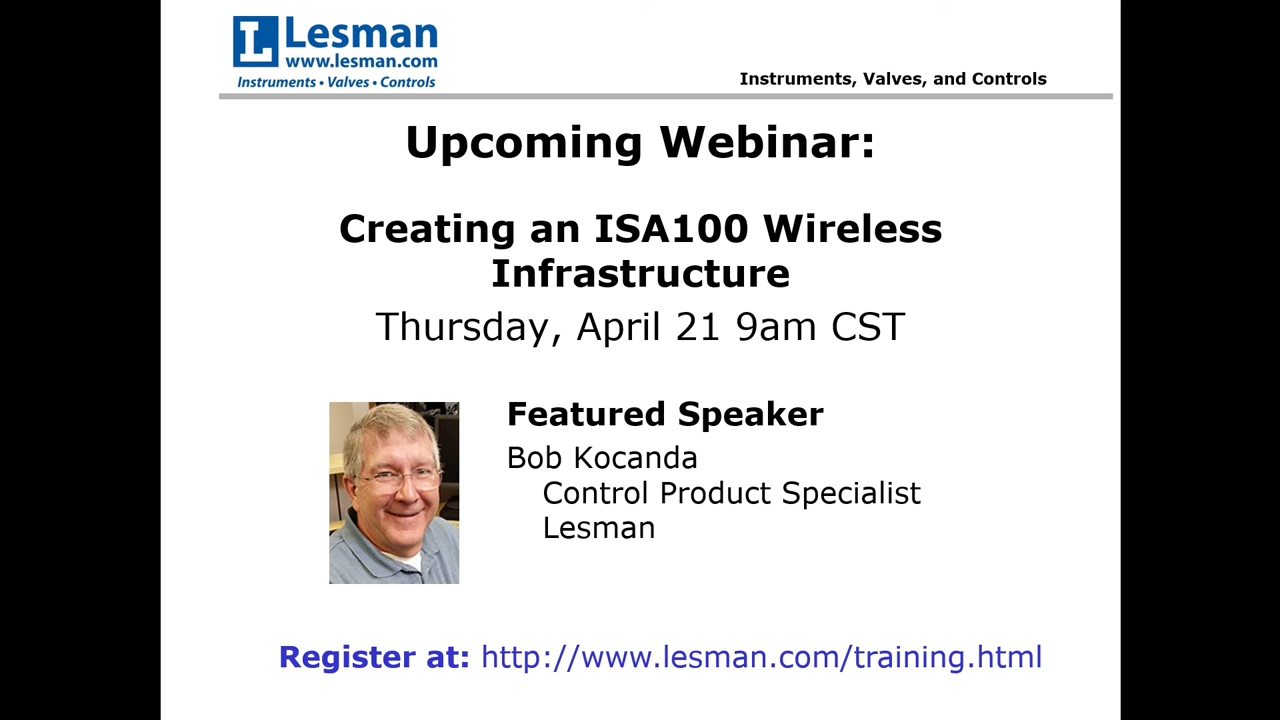 L Lesman
www.lesman.com
Instruments • Valves • Controls
Instruments, Valves, and Controls
Upcoming Webinar:
Creating an ISA100 Wireless
Infrastructure
Thursday, April 21 9am CST
Featured Speaker
Bob Kocanda
Control Product Specialist
Lesman
Register at: http://www.lesman.com/training.html